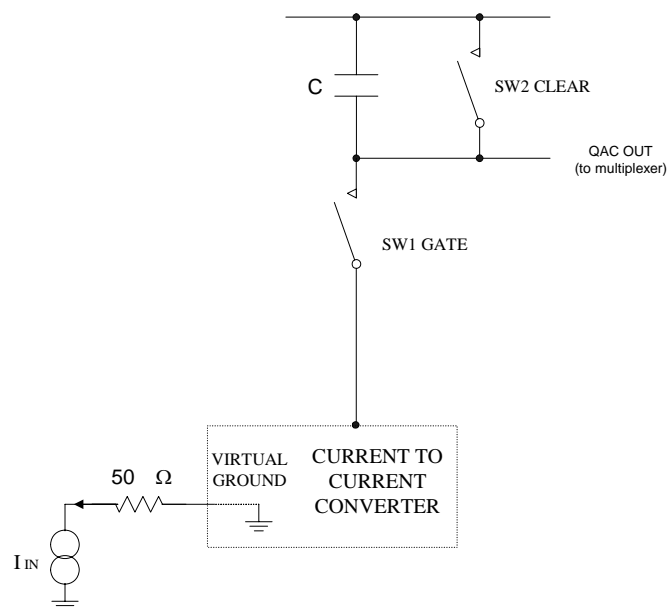 C
SW2 CLEAR
QAC OUT
(to multiplexer)
SW1 GATE
VIRTUAL
GROUND
CURRENT TO
CURRENT
CONVERTER
50 Ω
I IN